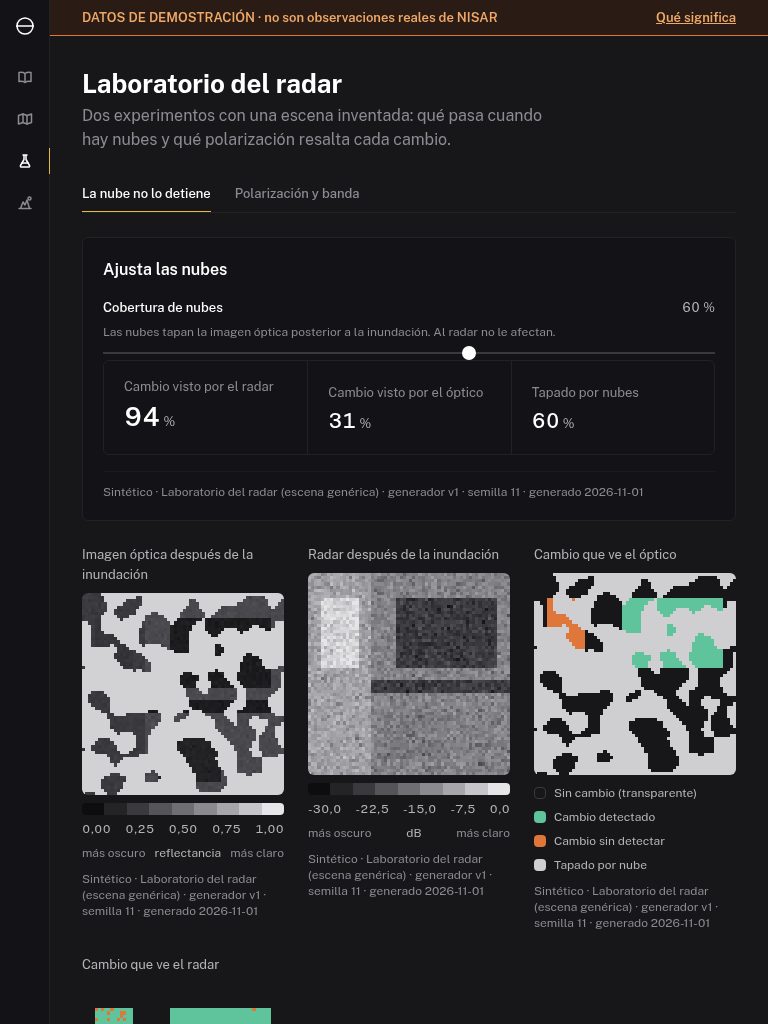 DATOS DE DEMOSTRACIÓN · no son observaciones reales de NISAR
Qué significa
Laboratorio del radar
Dos experimentos con una escena inventada: qué pasa cuando
hay nubes y qué polarización resalta cada cambio.
La nube no lo detiene
Polarización y banda
Ajusta las nubes
Cobertura de nubes
60 %
Las nubes tapan la imagen óptica posterior a la inundación. Al radar no le afectan.
Cambio visto por el radar
94 %
Cambio visto por el óptico
31 %
Tapado por nubes
60 %
Sintético · Laboratorio del radar (escena genérica) · generador v1 · semilla 11 · generado 2026-11-01
Imagen óptica después de la
inundación
0,00 0,25 0,50 0,75 1,00
más oscuro reflectancia más claro
Sintético · Laboratorio del radar
(escena genérica) · generador v1 ·
semilla 11 · generado 2026-11-01
Radar después de la inundación
-30,0 -22,5 -15,0 -7,5 0,0
más oscuro dB más claro
Sintético · Laboratorio del radar
(escena genérica) · generador v1 ·
semilla 11 · generado 2026-11-01
Cambio que ve el óptico
Sin cambio (transparente)
Cambio detectado
Cambio sin detectar
Tapado por nube
Sintético · Laboratorio del radar
(escena genérica) · generador v1 ·
semilla 11 · generado 2026-11-01
Cambio que ve el radar